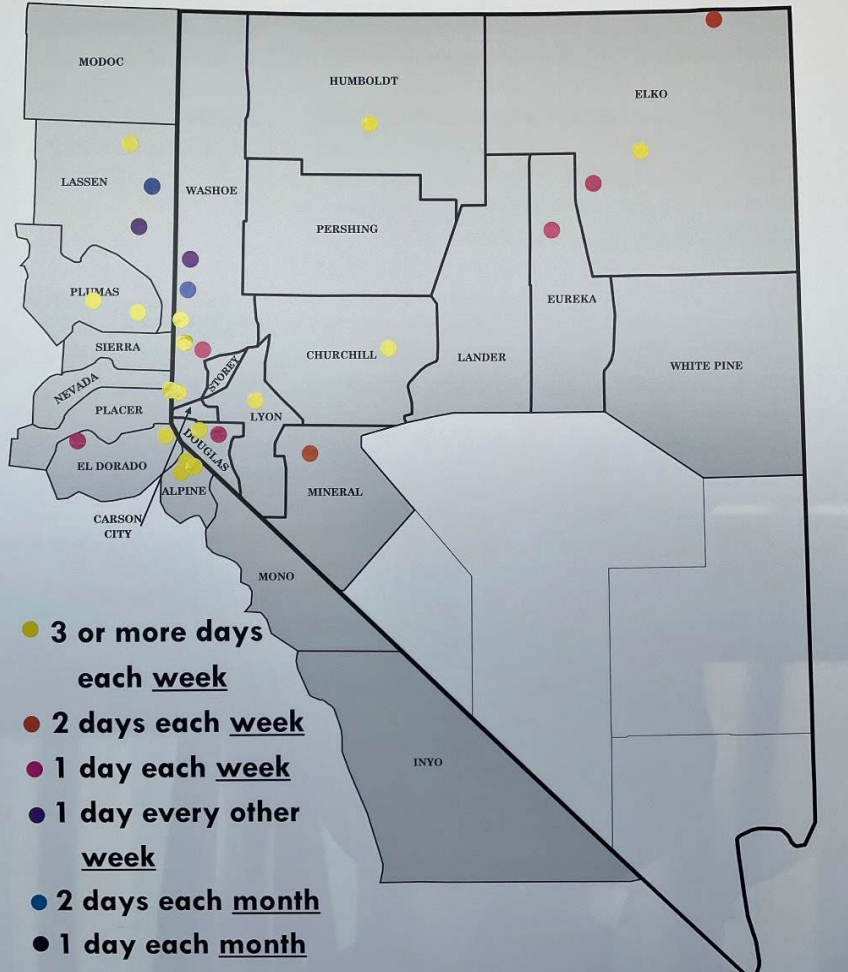 MODOC
HUMBOLDT
ELKO
LASSEN
WASHOE
PERSHING
PLUMAS
EUREKA
SIERRA
STOREY
CHURCHILL
LANDER
WHITE PINE
NEVADA
PLACER
LYON
DOUGLAS
EL DORADO
ALPINE
MINERAL
CARSON
CITY
MONO
INYO
3 or more days
each week
2 days each week
1 day each week
1 day every other
week
2 days each month
1 day each month